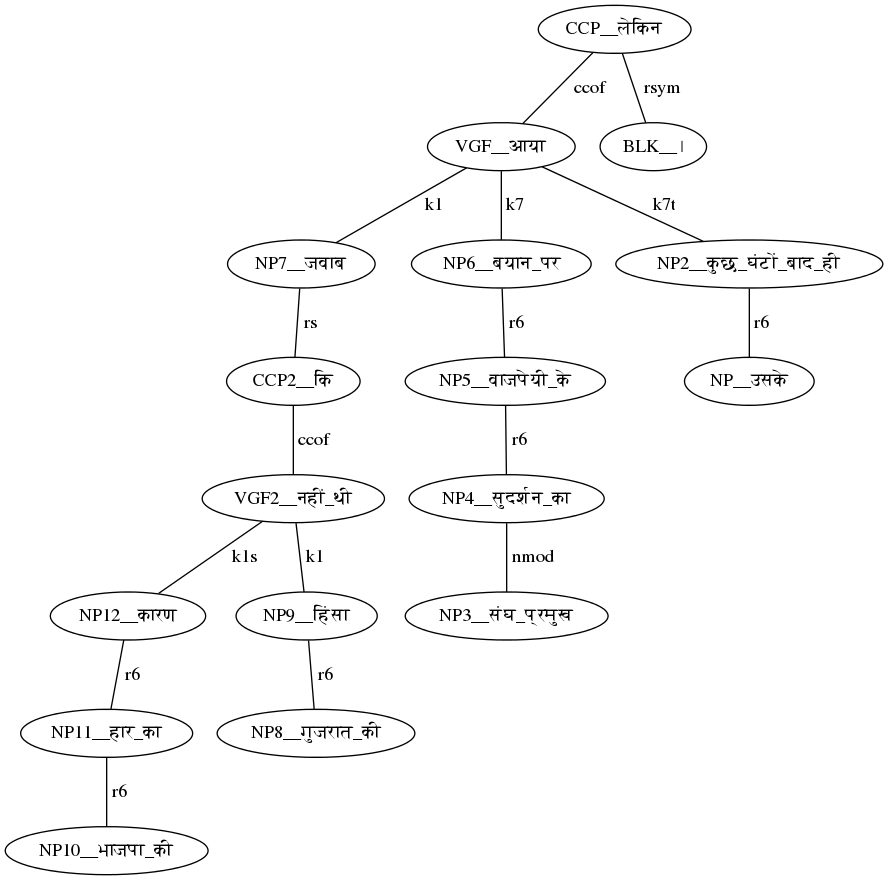 CCP__लेकिन
ccof rsym
VGF__आया BLK__।
k1 k7 k7t
NP7__जवाब NP6__बयान_पर NP2__कुछ_घंटों_बाद_ही
rs r6 r6
CCP2__कि NP5__वाजपेयी_के NP__उसके
ccof r6
VGF2__नहीं_थी NP4__सुदर्शन_का
k1s k1 nmod
NP12__कारण NP9__हिंसा NP3__संघ_प्रमुख
r6 r6
NP11__हार_का NP8__गुजरात_की
r6
NP10__भाजपा_की